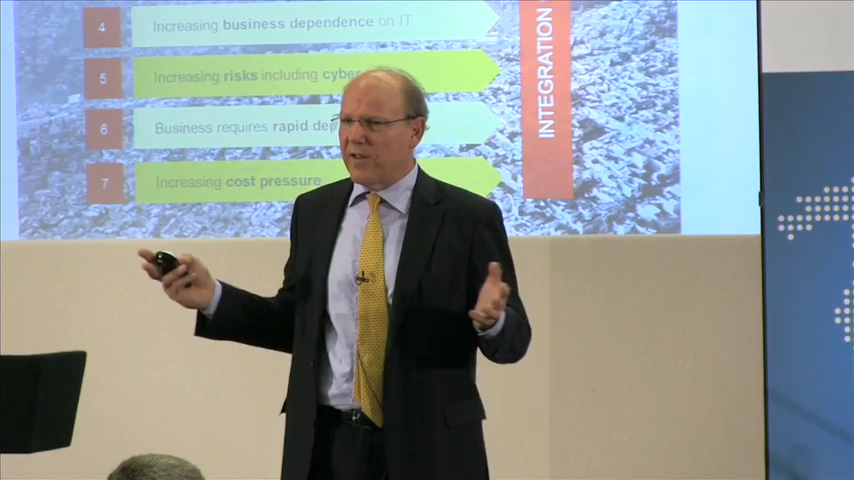 4 Increasing business dependence on IT
5 Increasing risks including cyber
6 Business requires rapid
7 Increasing cost pressure
INTEGRATION